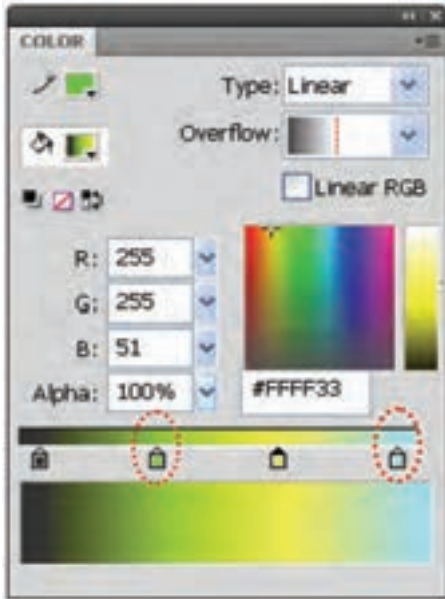 COLOR
Type: Linear
Overflow:
Linear RGB
R: 255
G: 255
B: 51
Alpha: 100%
#FFFF33